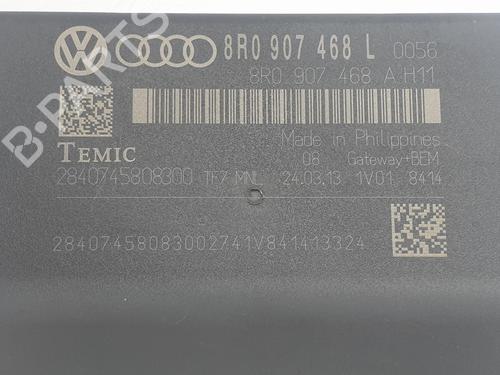 8R0 907 468 L 0056
8R0 907 468 A H11
Made in Philippines
TEMIC 08 Gateway+BEM
2840745808300 TFZ MNL 24.03.13 1V01 8414
28407458083002741V841413324
B-PARTS